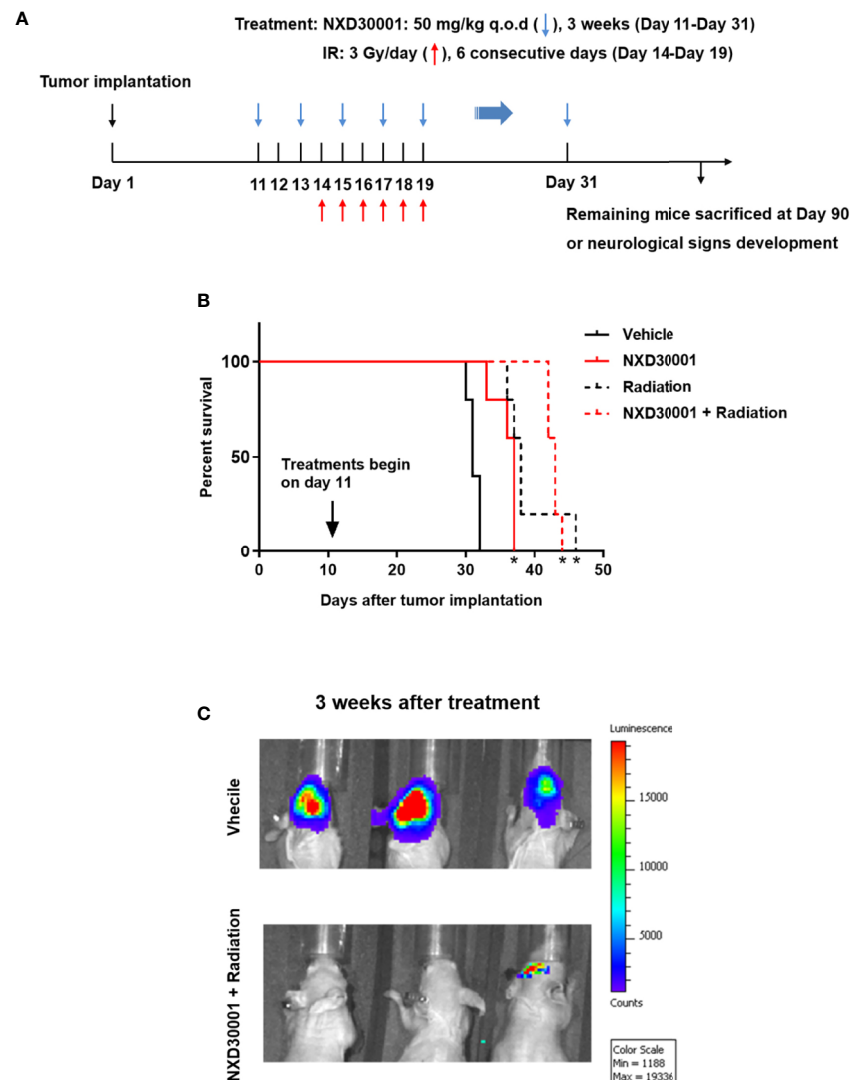 A
Treatment: NXD30001: 50 mg/kg q.o.d (↓), 3 weeks (Day 11-Day 31)
IR: 3 Gy/day (↑), 6 consecutive days (Day 14-Day 19)
Tumor implantation
Day 1
11 12 13 14 15 16 17 18 19
Day 31
Remaining mice sacrificed at Day 90
or neurological signs development
B
Vehicle
NXD30001
Radiation
NXD30001 + Radiation
Percent survival
100
50
0
Treatments begin
on day 11
0 10 20 30 40 50
* * *
Days after tumor implantation
C
3 weeks after treatment
Vhecile
NXD30001 + Radiation
Luminescence
15000
10000
5000
Counts
Color Scale
Min = 1188
Max = 19336